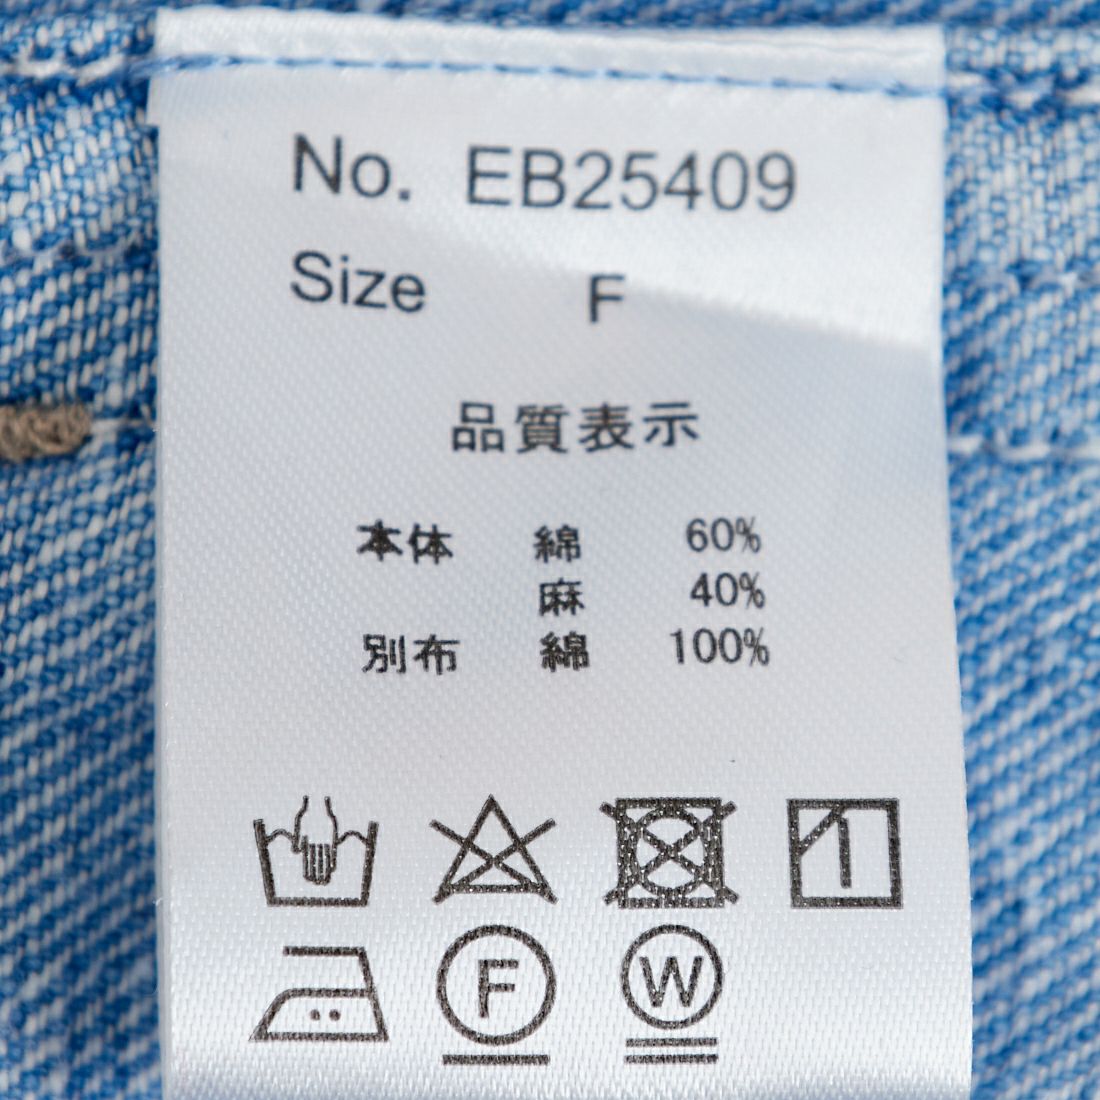 No. EB25409
Size F
品質表示
本体 綿 60%
麻 40%
別布 綿 100%
F W